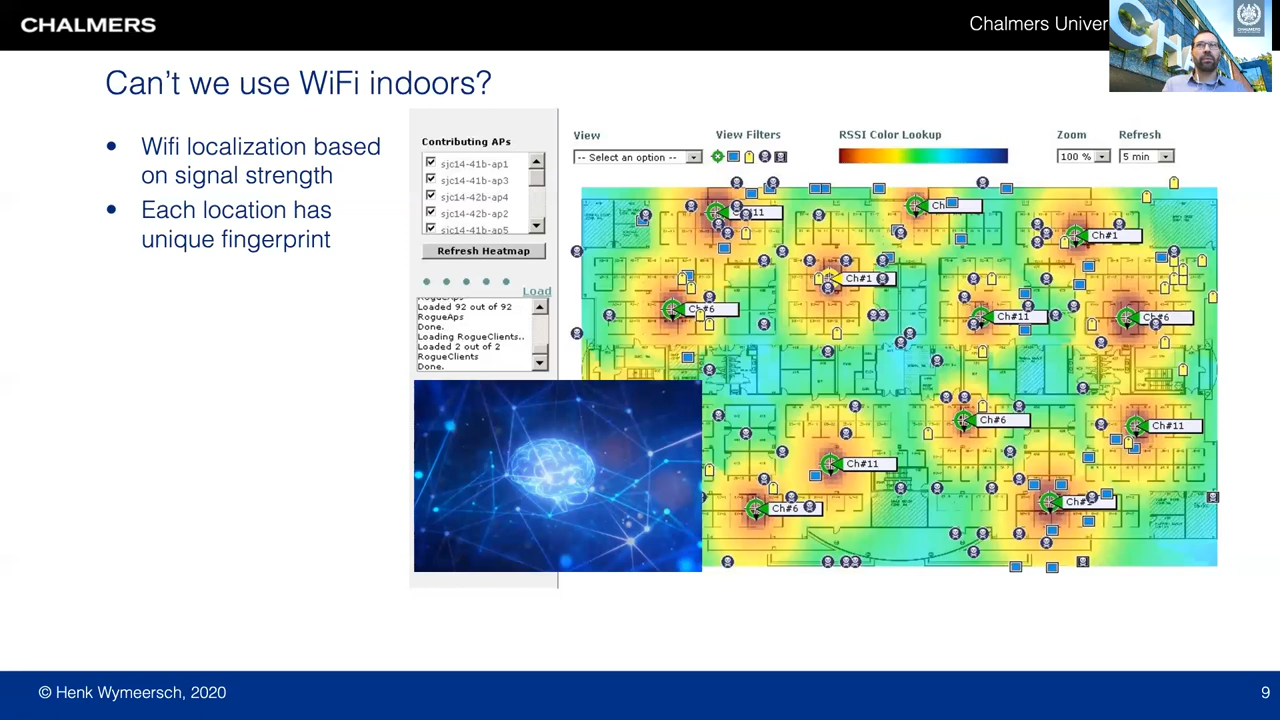 CHALMERS
Chalmers Univer
Can't we use WiFi indoors?
• Wifi localization based
on signal strength
• Each location has
unique fingerprint
Contributing APs
sjc14-41b-ap1
sjc14-41b-ap3
sjc14-41b-ap4
sjc14-41b-ap2
sjc14-41b-ap5
Refresh Heatmap
Load
RogueAps
Loaded 92 out of 92
RogueAps
Done.
Loading RogueClients..
Loaded 2 out of 2
RogueClients
Done.
View
-- Select an option --
View Filters
RSSI Color Lookup
Zoom
100 %
Refresh
5 min
Ch#1
Ch#1
Ch#6
Ch#11
Ch#6
Ch#6
Ch#11
Ch#11
Ch#6
© Henk Wymeersch, 2020
9